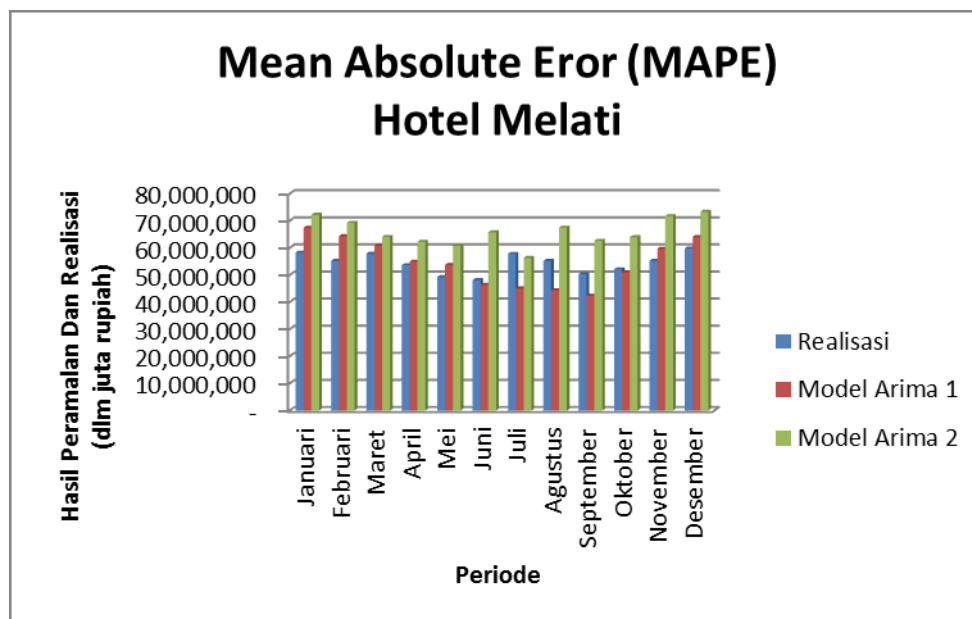 Mean Absolute Eror (MAPE)
Hotel Melati
Hasil Peramalan Dan Realisasi
(dlm juta rupiah)
80,000,000
70,000,000
60,000,000
50,000,000
40,000,000
30,000,000
20,000,000
10,000,000
-
Januari
Februari
Maret
April
Mei
Juni
Juli
Agustus
September
Oktober
November
Desember
Periode
Realisasi
Model Arima 1
Model Arima 2